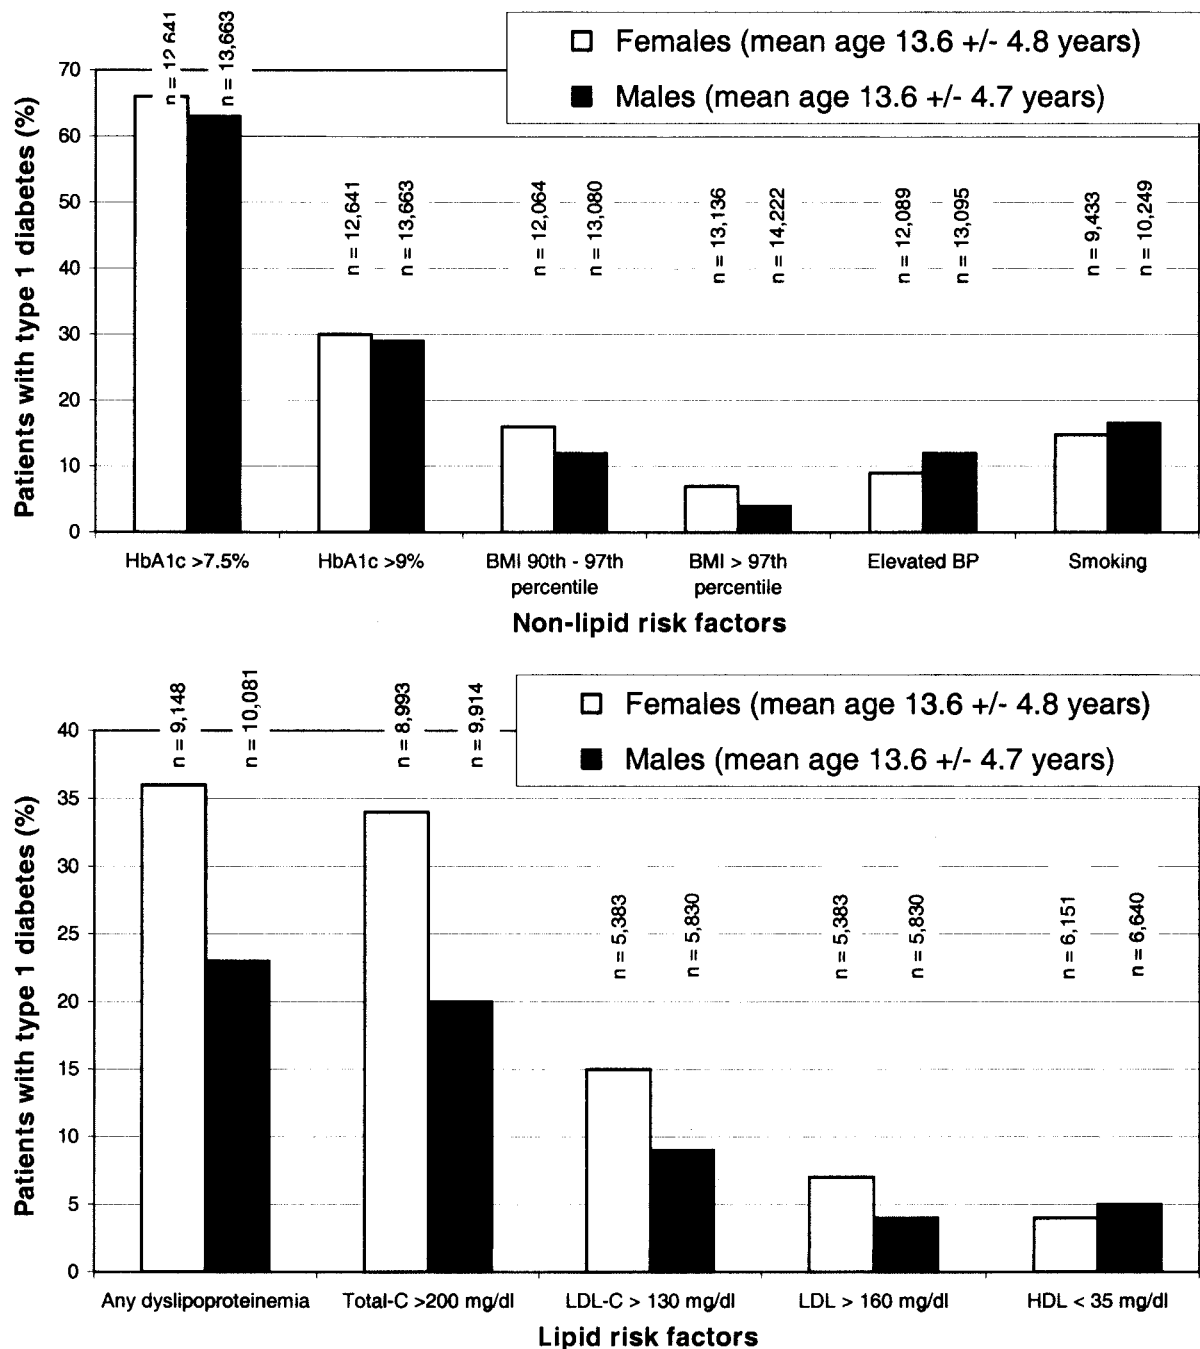 n = 12,641
n = 13,663
Females (mean age 13.6 +/- 4.8 years)
Males (mean age 13.6 +/- 4.7 years)
Patients with type 1 diabetes (%)
70
60
50
40
30
20
10
0
n = 12,641
n = 13,663
n = 12,064
n = 13,080
n = 13,136
n = 14,222
n = 12,089
n = 13,095
n = 9,433
n = 10,249
HbA1c >7.5%
HbA1c >9%
BMI 90th - 97th
percentile
BMI > 97th
percentile
Elevated BP
Smoking
Non-lipid risk factors
n = 9,148
n = 10,081
n = 8,993
n = 9,914
Females (mean age 13.6 +/- 4.8 years)
Males (mean age 13.6 +/- 4.7 years)
Patients with type 1 diabetes (%)
40
35
30
25
20
15
10
5
0
n = 5,383
n = 5,830
n = 5,383
n = 5,830
n = 6,151
n = 6,640
Any dyslipoproteinemia
Total-C >200 mg/dl
LDL-C > 130 mg/dl
LDL > 160 mg/dl
HDL < 35 mg/dl
Lipid risk factors